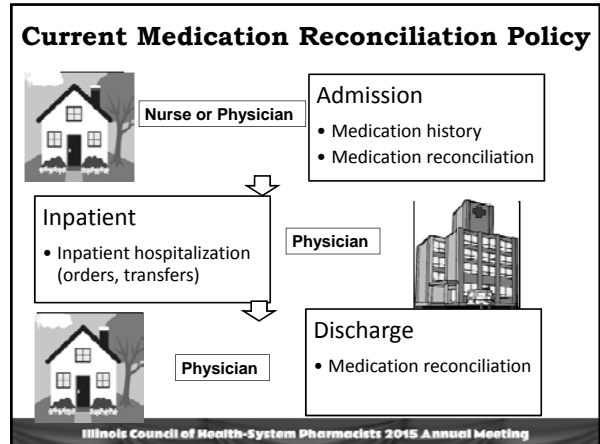 Current Medication Reconciliation Policy
Nurse or Physician
Admission
• Medication history
• Medication reconciliation
Inpatient
• Inpatient hospitalization
(orders, transfers)
Physician
Discharge
• Medication reconciliation
Physician
Illinois Council of Health-System Pharmacists 2015 Annual Meeting